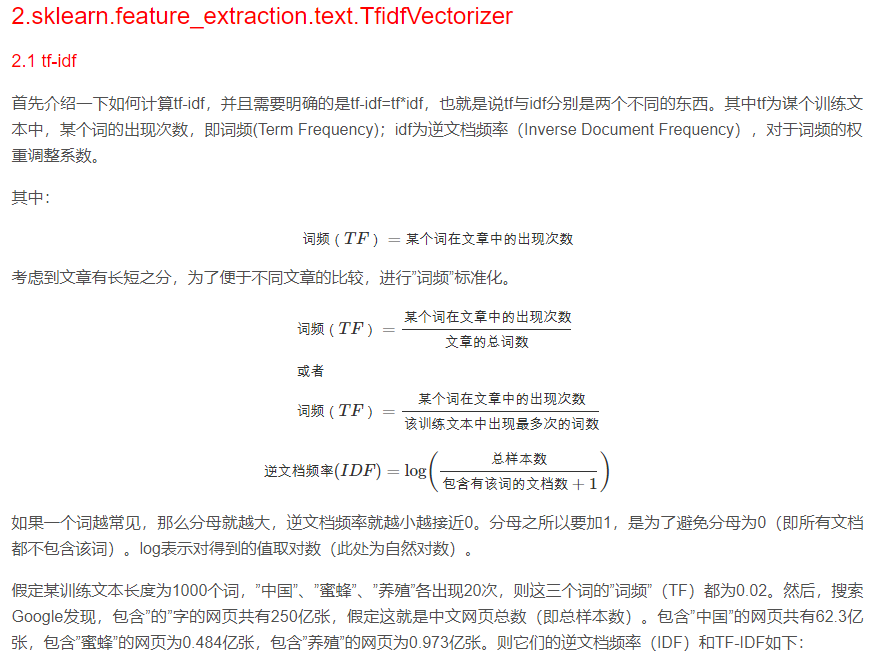 2.sklearn.feature_extraction.text.TfidfVectorizer
2.1 tf-idf
首先介绍一下如何计算tf-idf，并且需要明确的是tf-idf=tf*idf，也就是说tf与idf分别是两个不同的东西。其中tf为谋个训练文
本中，某个词的出现次数，即词频(Term Frequency)；idf为逆文档频率（Inverse Document Frequency），对于词频的权
重调整系数。
其中：
词频（TF）= 某个词在文章中的出现次数
考虑到文章有长短之分，为了便于不同文章的比较，进行”词频”标准化。
某个词在文章中的出现次数
词频（TF）=
文章的总词数
或者
某个词在文章中的出现次数
词频（TF）=
该训练文本中出现最多次的词数
总样本数
逆文档频率(IDF) = log( )
包含有该词的文档数 + 1
如果一个词越常见，那么分母就越大，逆文档频率就越小越接近0。分母之所以要加1，是为了避免分母为0（即所有文档
都不包含该词）。log表示对得到的值取对数（此处为自然对数）。
假定某训练文本长度为1000个词，”中国”、”蜜蜂”、”养殖”各出现20次，则这三个词的”词频”（TF）都为0.02。然后，搜索
Google发现，包含”的”字的网页共有250亿张，假定这就是中文网页总数（即总样本数）。包含”中国”的网页共有62.3亿
张，包含”蜜蜂”的网页为0.484亿张，包含”养殖”的网页为0.973亿张。则它们的逆文档频率（IDF）和TF-IDF如下：